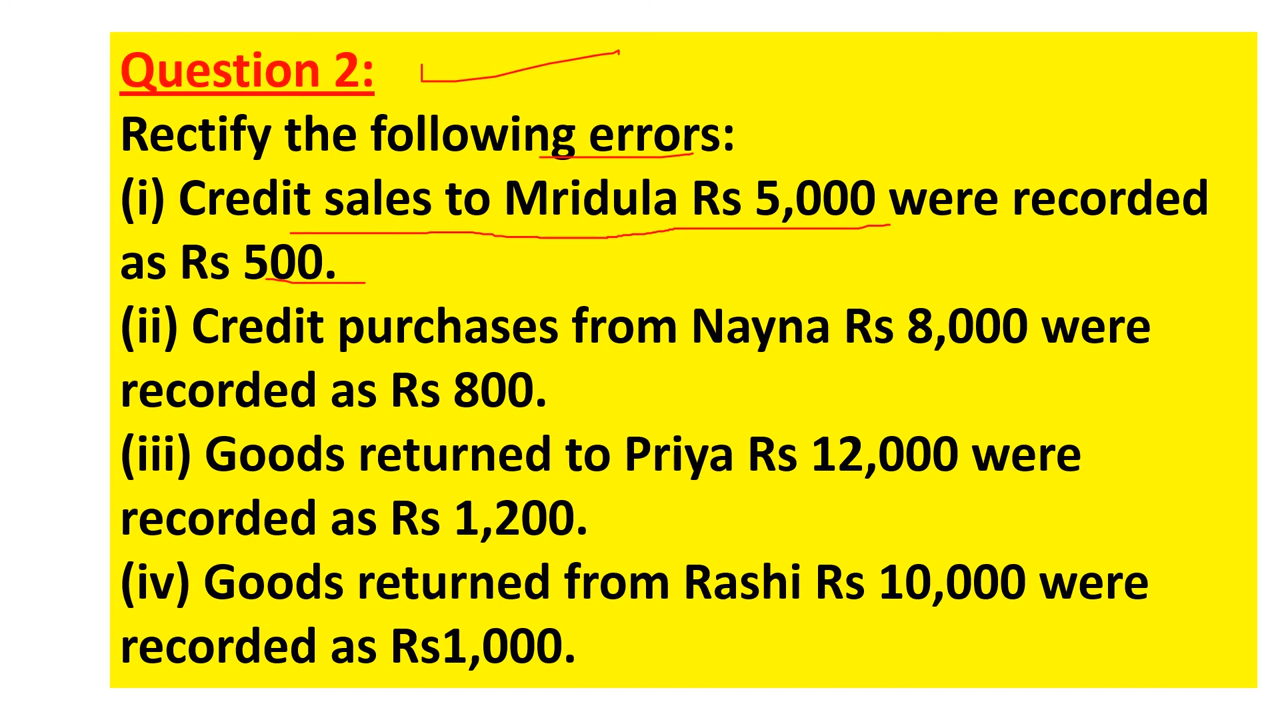 Question 2:
Rectify the following errors:
(i) Credit sales to Mridula Rs 5,000 were recorded
as Rs 500.
(ii) Credit purchases from Nayna Rs 8,000 were
recorded as Rs 800.
(iii) Goods returned to Priya Rs 12,000 were
recorded as Rs 1,200.
(iv) Goods returned from Rashi Rs 10,000 were
recorded as Rs1,000.